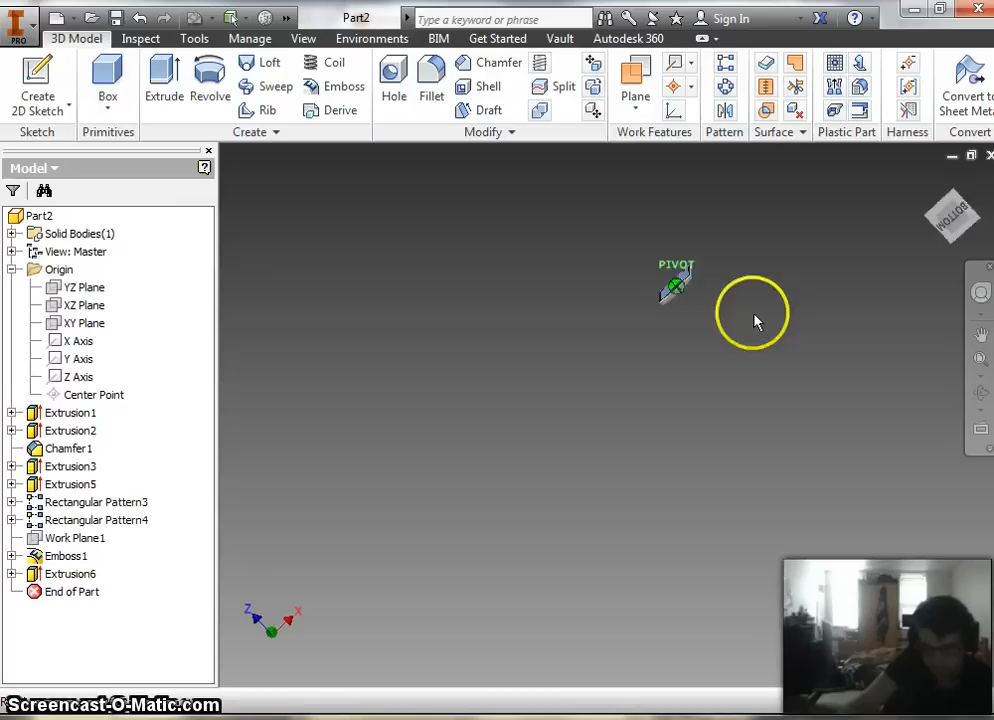 Part2
Type a keyword or phrase
Sign In
PRO
3D Model
Inspect
Tools
Manage
View
Environments
BIM
Get Started
Vault
Autodesk 360
Create
2D Sketch
Box
Extrude
Revolve
Loft
Sweep
Rib
Coil
Emboss
Derive
Hole
Fillet
Chamfer
Shell
Draft
Split
Plane
Convert to
Sheet Meta
Sketch
Primitives
Create
Modify
Work Features
Pattern
Surface
Plastic Part
Harness
Convert
Model
Part2
Solid Bodies(1)
View: Master
Origin
YZ Plane
XZ Plane
XY Plane
X Axis
Y Axis
Z Axis
Center Point
Extrusion1
Extrusion2
Chamfer1
Extrusion3
Extrusion5
Rectangular Pattern3
Rectangular Pattern4
Work Plane1
Emboss1
Extrusion6
End of Part
PIVOT
BOTTOM
Z
X
Screencast-O-Matic.com